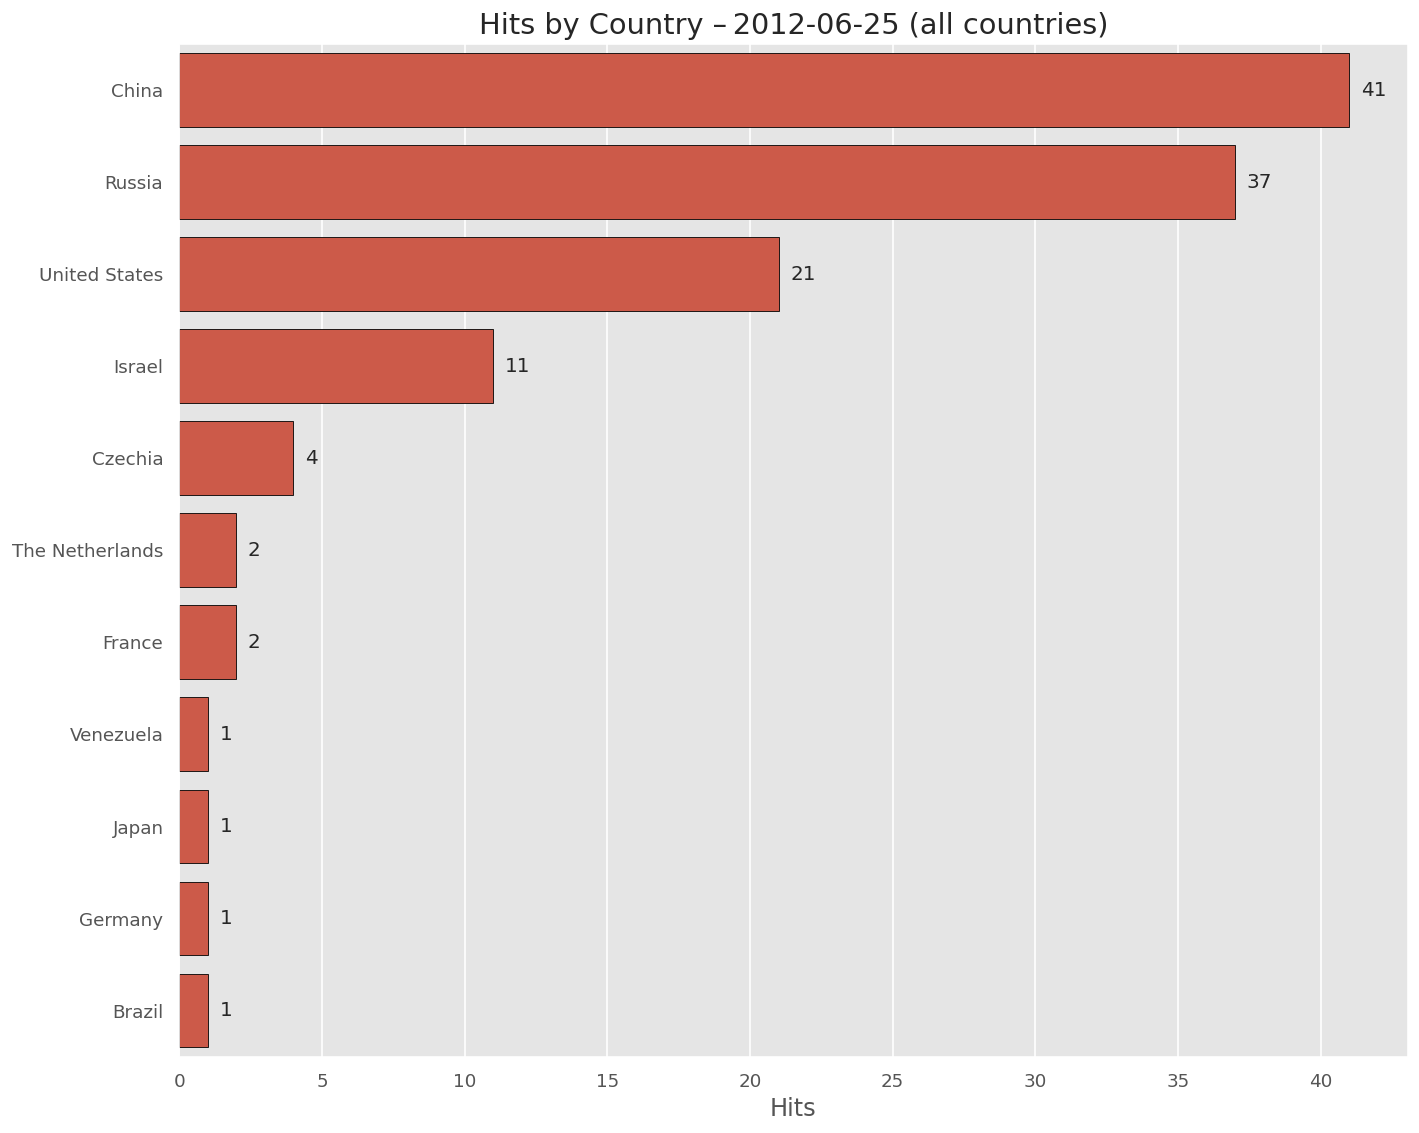 Hits by Country – 2012-06-25 (all countries)
China 41
Russia 37
United States 21
Israel 11
Czechia 4
The Netherlands 2
France 2
Venezuela 1
Japan 1
Germany 1
Brazil 1
0 5 10 15 20 25 30 35 40
Hits